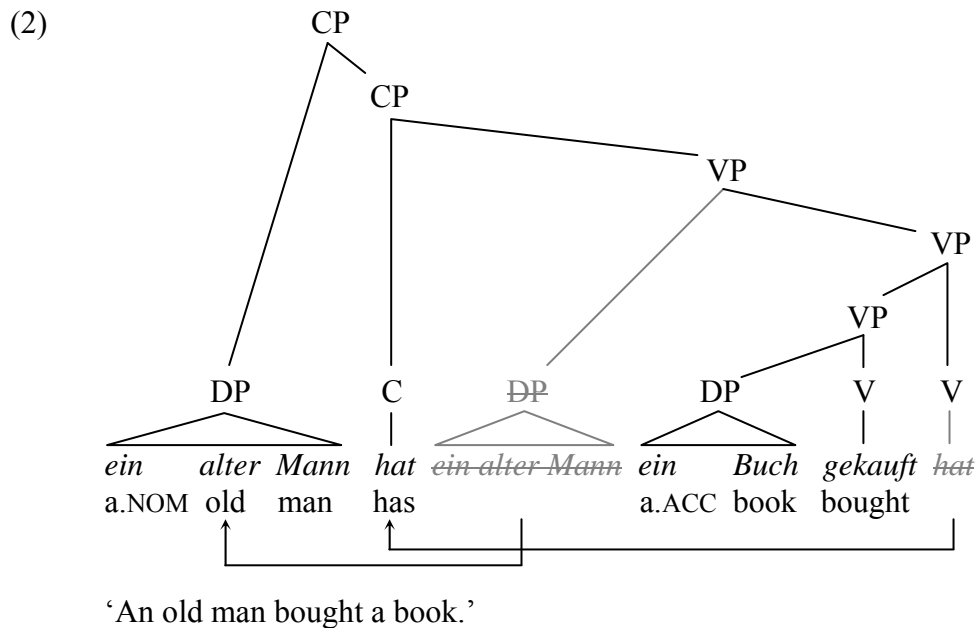 (2) CP
CP
VP
VP
VP
DP C DP DP V V
ein alter Mann hat ein alter Mann ein Buch gekauft hat
a.NOM old man has a.ACC book bought
‘An old man bought a book.’